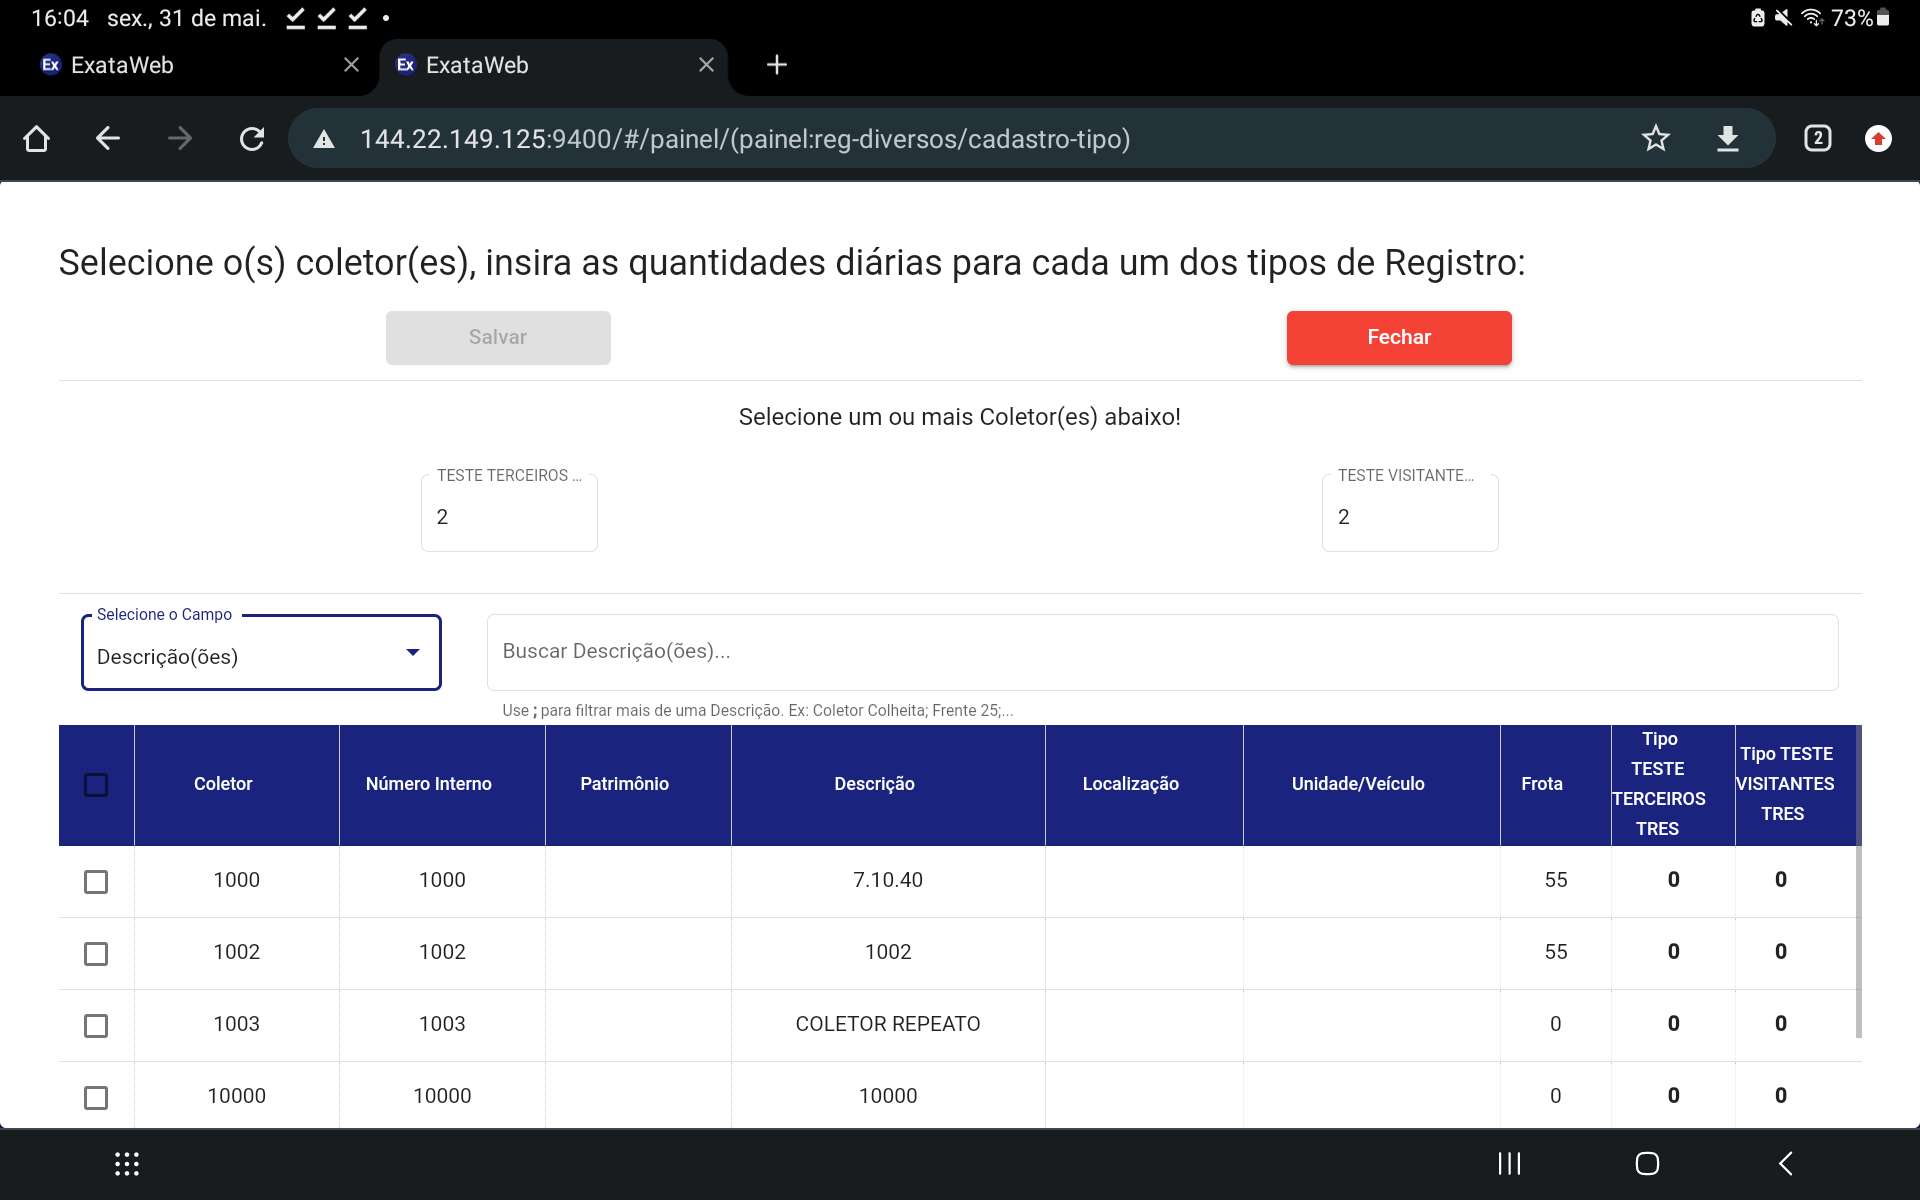 16:04 sex., 31 de mai.
73%
Ex ExataWeb
Ex ExataWeb
144.22.149.125:9400/#/painel/(painel:reg-diversos/cadastro-tipo)
2
Selecione o(s) coletor(es), insira as quantidades diárias para cada um dos tipos de Registro:
Salvar
Fechar
Selecione um ou mais Coletor(es) abaixo!
TESTE TERCEIROS ...
2
TESTE VISITANTE...
2
Selecione o Campo
Descrição(ões)
Buscar Descrição(ões)...
Use ; para filtrar mais de uma Descrição. Ex: Coletor Colheita; Frente 25;...
Coletor
Número Interno
Patrimônio
Descrição
Localização
Unidade/Veículo
Frota
Tipo
TESTE
TERCEIROS
TRES
Tipo TESTE
VISITANTES
TRES
1000 1000 7.10.40 55 0 0
1002 1002 1002 55 0 0
1003 1003 COLETOR REPEATO 0 0 0
10000 10000 10000 0 0 0